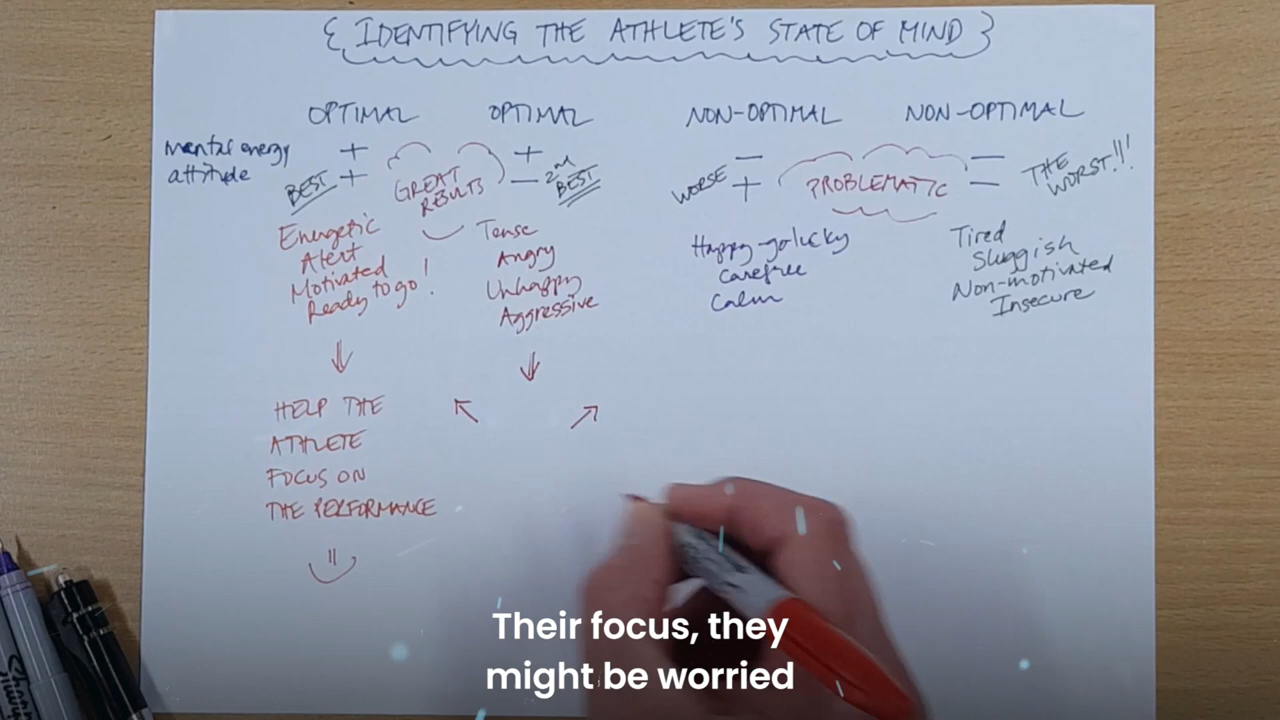 { IDENTIFYING THE ATHLETE'S STATE OF MIND }
OPTIMAL OPTIMAL NON-OPTIMAL NON-OPTIMAL
mental energy + + − −
attitude + − + −
BEST
GREAT
RESULTS
2nd
BEST
WORSE
PROBLEMATIC
THE
WORST!!!
Energetic
Alert
Motivated
Ready to go!
Tense
Angry
Unhappy
Aggressive
Happy-go lucky
Carefree
Calm
Tired
Sluggish
Non-motivated
Insecure
HELP THE
ATHLETE
FOCUS ON
THE PERFORMANCE
Their focus, they
might be worried